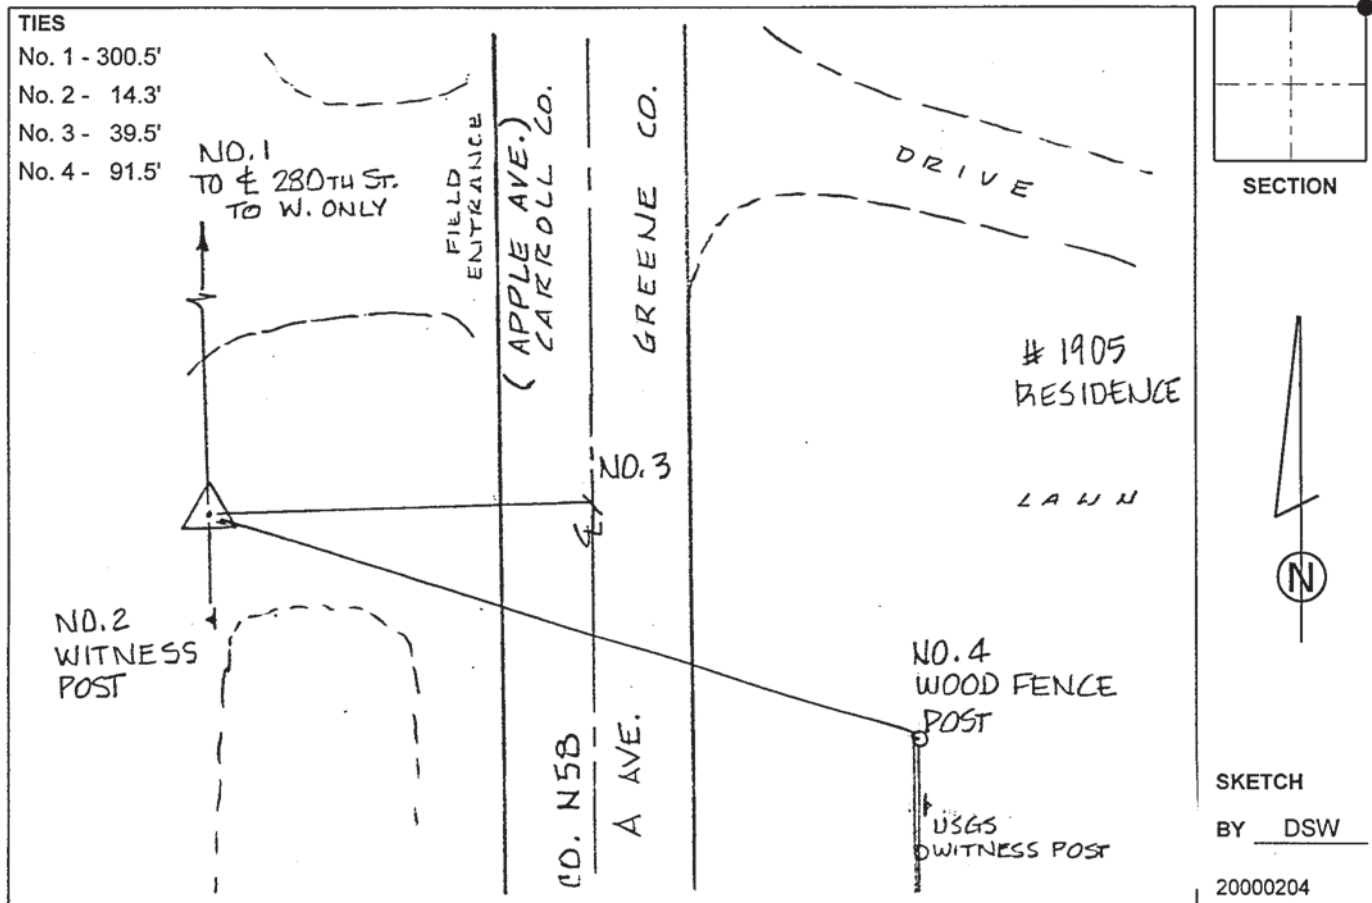 TIES
No. 1 - 300.5'
No. 2 - 14.3'
No. 3 - 39.5'
No. 4 - 91.5'
NO. 1
TO ℄ 280TH ST.
TO W. ONLY
FIELD
ENTRANCE
(APPLE AVE.)
CARROLL CO.
GREENE CO.
DRIVE
# 1905
RESIDENCE
LAWN
NO. 3
℄
NO. 2
WITNESS
POST
NO. 4
WOOD FENCE
POST
USGS
WITNESS POST
CO. N58
A AVE.
SECTION
N
SKETCH
BY DSW
20000204